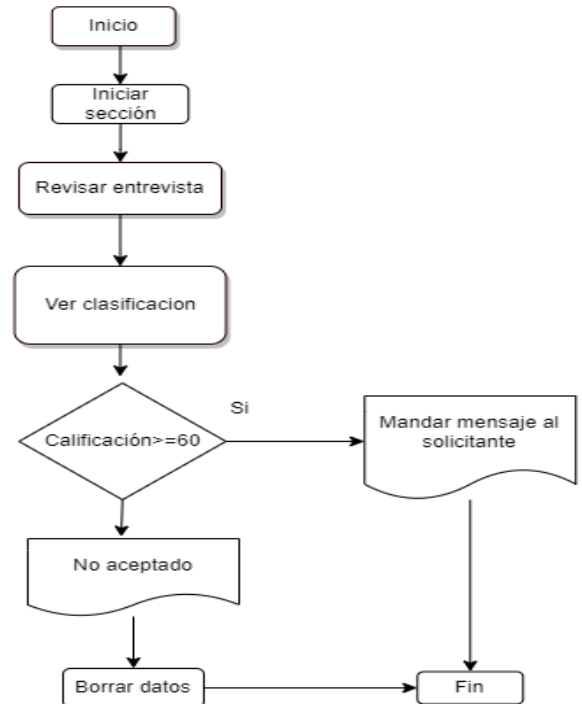 Inicio
Iniciar
sección
Revisar entrevista
Ver clasificacion
Si
Calificación>=60
Mandar mensaje al
solicitante
No aceptado
Borrar datos
Fin